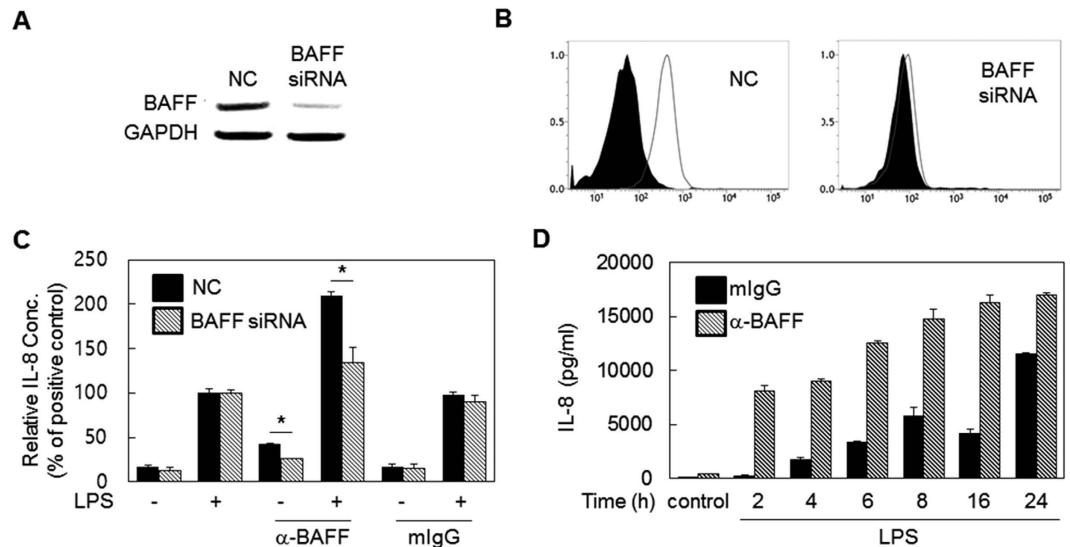 A
BAFF
NC siRNA
BAFF
GAPDH
B
1.0
0.5
0.0
NC
10¹ 10² 10³ 10⁴ 10⁵
1.0
0.5
0.0
BAFF
siRNA
10¹ 10² 10³ 10⁴ 10⁵
C
Relative IL-8 Conc.
(% of positive control)
250
200
150
100
50
0
NC
BAFF siRNA
*
*
LPS - + - + - +
α-BAFF mIgG
D
IL-8 (pg/ml)
20000
15000
10000
5000
0
mIgG
α-BAFF
Time (h) control 2 4 6 8 16 24
LPS